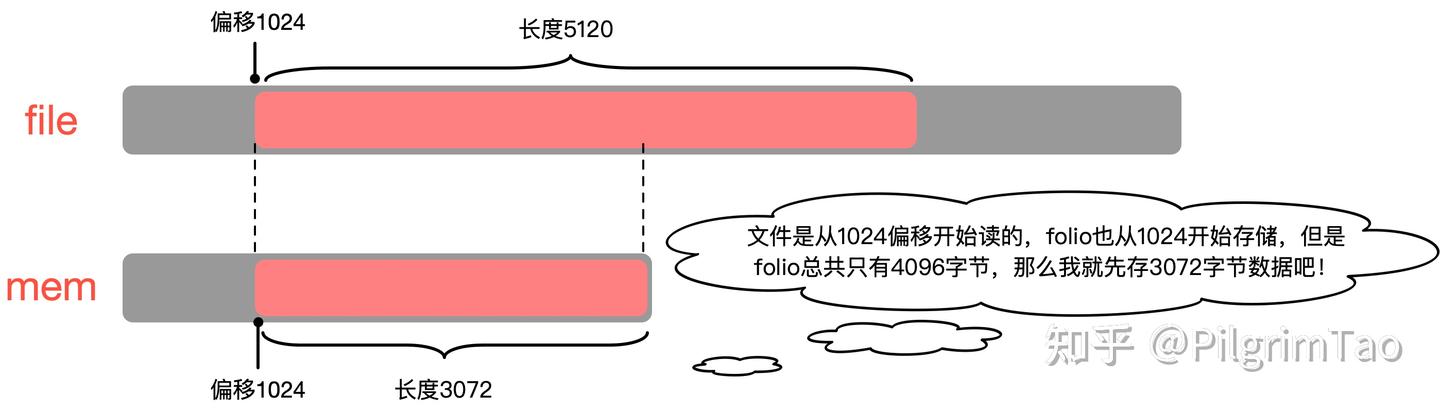 偏移1024
长度5120
file
文件是从1024偏移开始读的，folio也从1024开始存储，但是
folio总共只有4096字节，那么我就先存3072字节数据吧！
mem
偏移1024
长度3072
知乎 @PilgrimTao